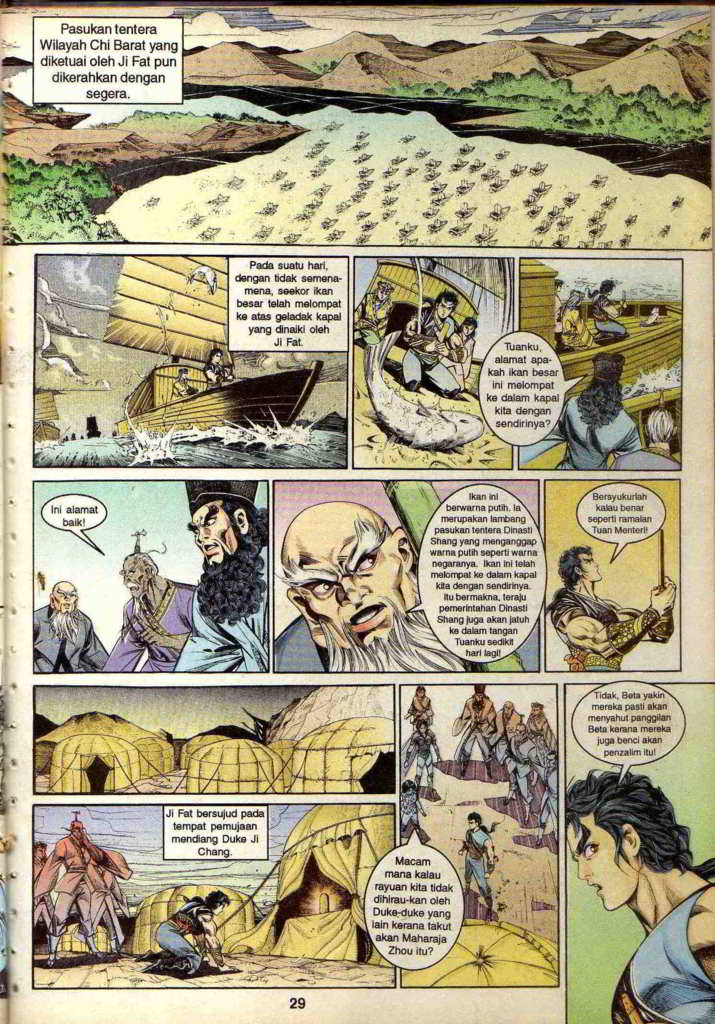 Pasukan tentera
Wilayah Chi Barat yang
diketuai oleh Ji Fat pun
dikerahkan dengan
segera.
Pada suatu hari,
dengan tidak semena-
mena, seekor ikan
besar telah melompat
ke atas geladak kapal
yang dinaiki oleh
Ji Fat.
Tuanku,
alamat apa-
kah ikan besar
ini melompat
ke dalam kapal
kita dengan
sendirinya?
Ini alamat
baik!
Ikan ini
berwarna putih. Ia
merupakan lambang
pasukan tentera Dinasti
Shang yang menganggap
warna putih seperti warna
negaranya. Ikan ini telah
melompat ke dalam kapal
kita dengan sendirinya.
Itu bermakna, teraju
pemerintahan Dinasti
Shang juga akan jatuh
ke dalam tangan
Tuanku sedikit
hari lagi!
Bersyukurlah
kalau benar
seperti ramalan
Tuan Menteri!
Ji Fat bersujud pada
tempat pemujaan
mendiang Duke Ji
Chang.
Macam
mana kalau
rayuan kita tidak
dihirau-kan oleh
Duke-duke yang
lain kerana takut
akan Maharaja
Zhou itu?
Tidak, Beta yakin
mereka pasti akan
menyahut panggilan
Beta kerana mereka
juga benci akan
penzalim itu!
29